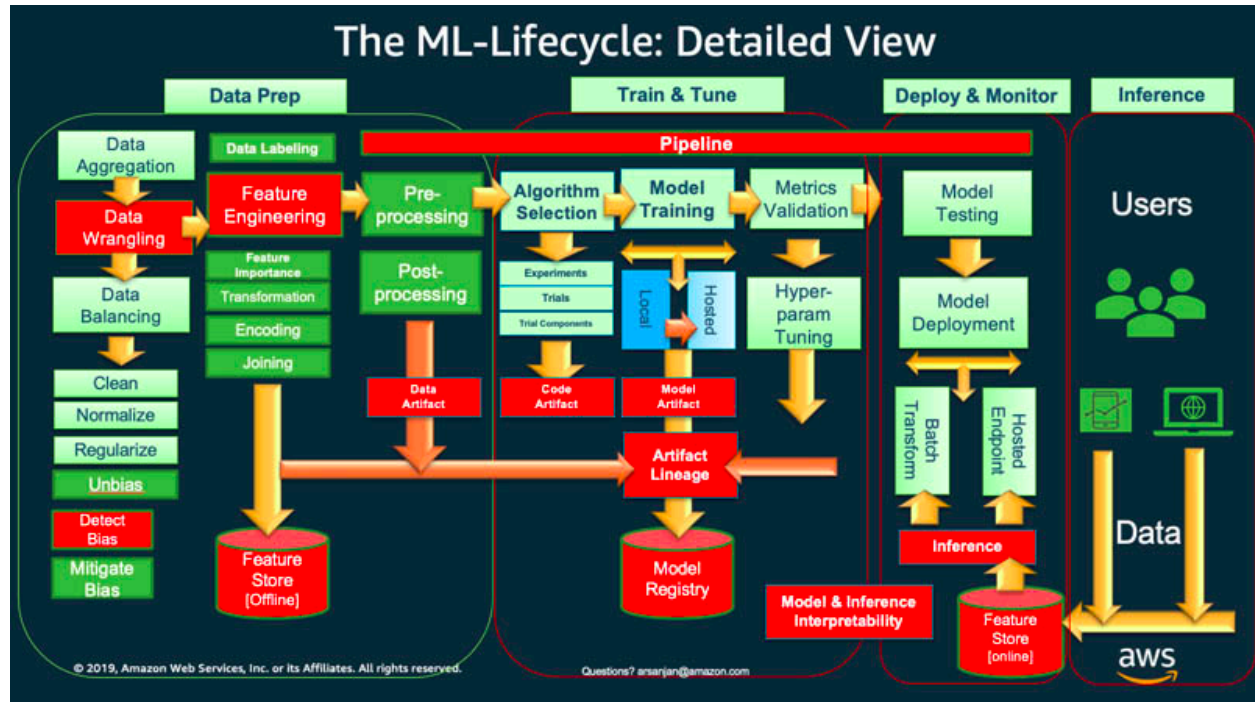 The ML-Lifecycle: Detailed View
Data Prep
Train & Tune
Deploy & Monitor
Inference
Pipeline
Data
Aggregation
Data
Wrangling
Data
Balancing
Clean
Normalize
Regularize
Unbias
Detect
Bias
Mitigate
Bias
Data Labeling
Feature
Engineering
Feature
Importance
Transformation
Encoding
Joining
Feature
Store
[Offline]
Pre-
processing
Post-
processing
Data
Artifact
Algorithm
Selection
Experiments
Trials
Trial Components
Code
Artifact
Model
Training
Local
Hosted
Model
Artifact
Artifact
Lineage
Model
Registry
Metrics
Validation
Hyper-
param
Tuning
Model & Inference
Interpretability
Model
Testing
Model
Deployment
Batch
Transform
Hosted
Endpoint
Inference
Feature
Store
[online]
Users
Data
aws
© 2019, Amazon Web Services, Inc. or its Affiliates. All rights reserved.
Questions? arsanjan@amazon.com